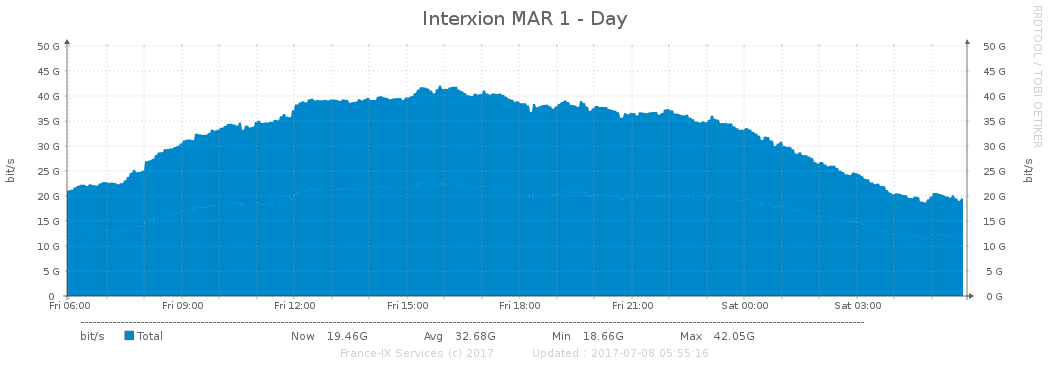 Interxion MAR 1 - Day
RRDTOOL / TOBI OETIKER
50 G 50 G
45 G 45 G
40 G 40 G
35 G 35 G
30 G 30 G
25 G 25 G
20 G 20 G
15 G 15 G
10 G 10 G
5 G 5 G
0 0 G
bit/s bit/s
Fri 06:00 Fri 09:00 Fri 12:00 Fri 15:00 Fri 18:00 Fri 21:00 Sat 00:00 Sat 03:00
bit/s Total Now 19.46G Avg 32.68G Min 18.66G Max 42.05G
France-IX Services (c) 2017 Updated : 2017-07-08 05:55:16